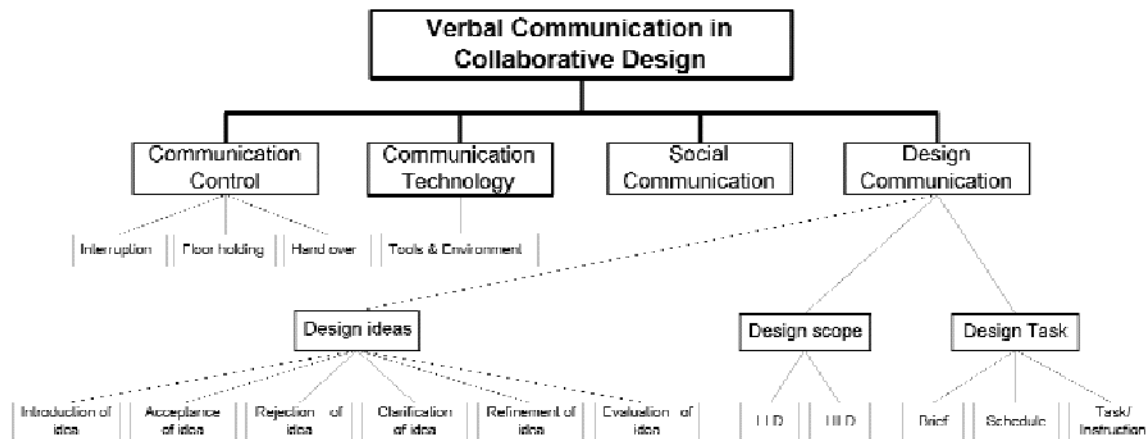 Verbal Communication in
Collaborative Design
Communication
Control
Communication
Technology
Social
Communication
Design
Communication
Interruption
Floor holding
Hand over
Tools & Environment
Design ideas
Design scope
Design Task
Introduction of
idea
Acceptance
of idea
Rejection of
idea
Clarification
of idea
Refinement of
idea
Evaluation of
idea
Brief
Schedule
Task/
Instruction